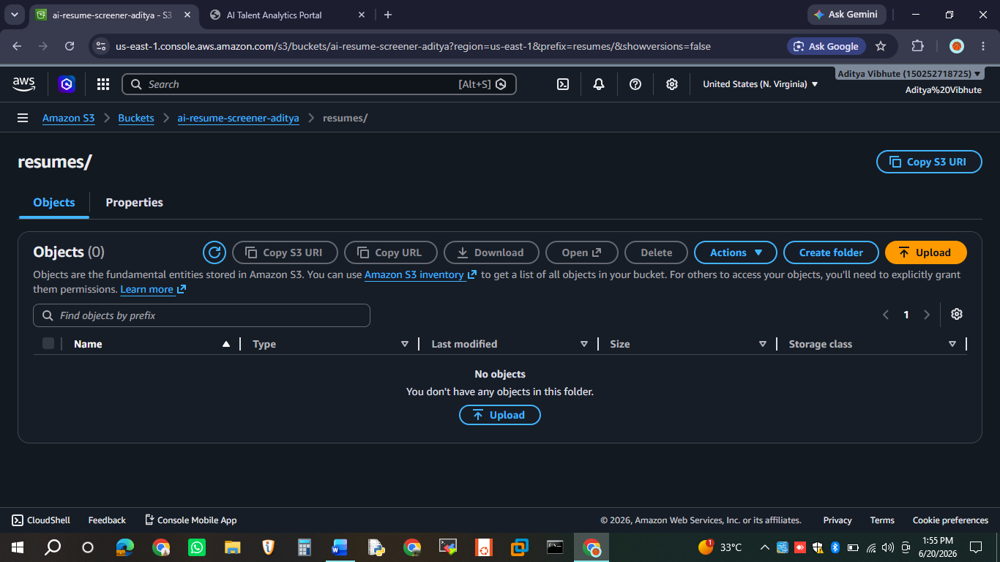 ai-resume-screener-aditya - S3
AI Talent Analytics Portal
Ask Gemini
us-east-1.console.aws.amazon.com/s3/buckets/ai-resume-screener-aditya?region=us-east-1&prefix=resumes/&showversions=false
Ask Google
aws
Search
[Alt+S]
United States (N. Virginia)
Aditya Vibhute (150252718725)
Aditya%20Vibhute
Amazon S3
Buckets
ai-resume-screener-aditya
resumes/
resumes/
Copy S3 URI
Objects
Properties
Objects (0)
Copy S3 URI
Copy URL
Download
Open
Delete
Actions
Create folder
Upload
Objects are the fundamental entities stored in Amazon S3. You can use Amazon S3 inventory to get a list of all objects in your bucket. For others to access your objects, you'll need to explicitly grant
them permissions. Learn more
Find objects by prefix
1
Name
Type
Last modified
Size
Storage class
No objects
You don't have any objects in this folder.
Upload
CloudShell
Feedback
Console Mobile App
© 2026, Amazon Web Services, Inc. or its affiliates.
Privacy
Terms
Cookie preferences
1
33°C
1:55 PM
6/20/2026